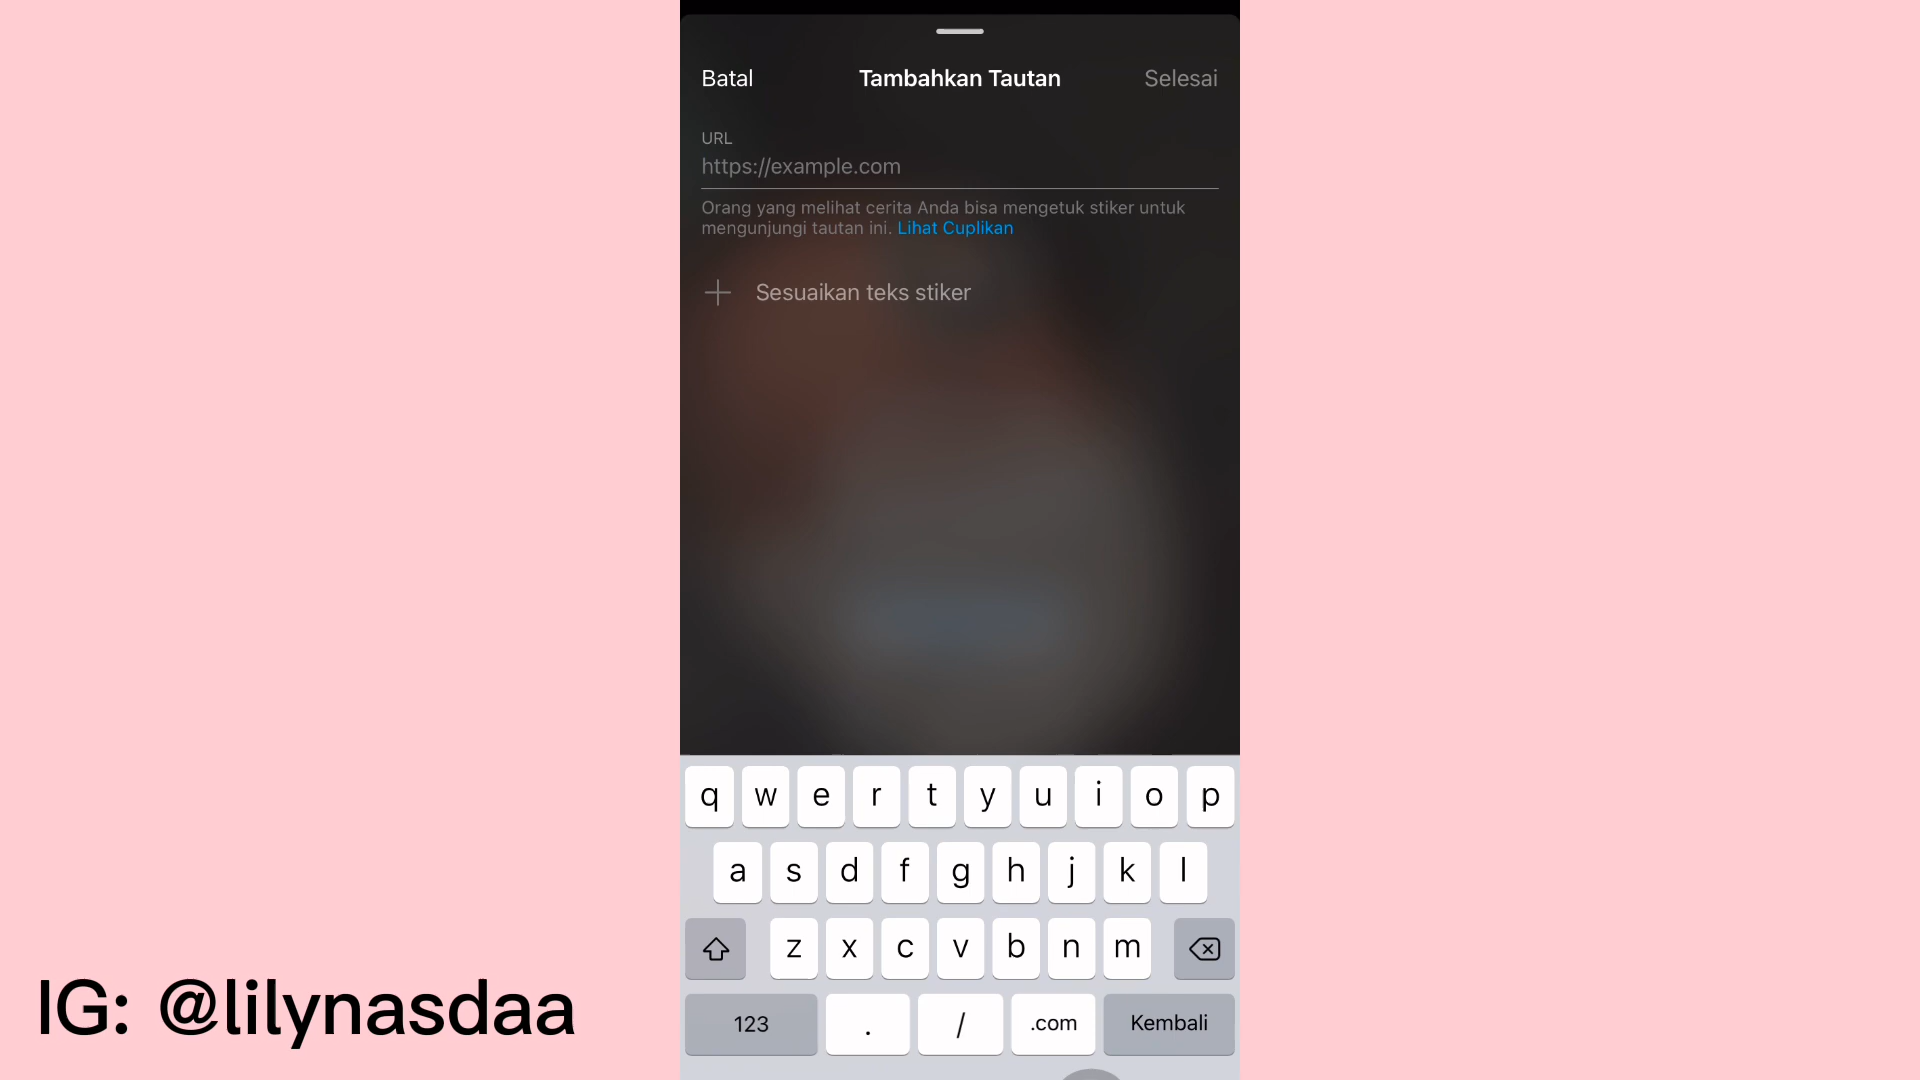 Batal
Tambahkan Tautan
Selesai
URL
https://example.com
Orang yang melihat cerita Anda bisa mengetuk stiker untuk
mengunjungi tautan ini. Lihat Cuplikan
Sesuaikan teks stiker
q w e r t y u i o p
a s d f g h j k l
z x c v b n m
123 . / .com Kembali
IG: @lilynasdaa